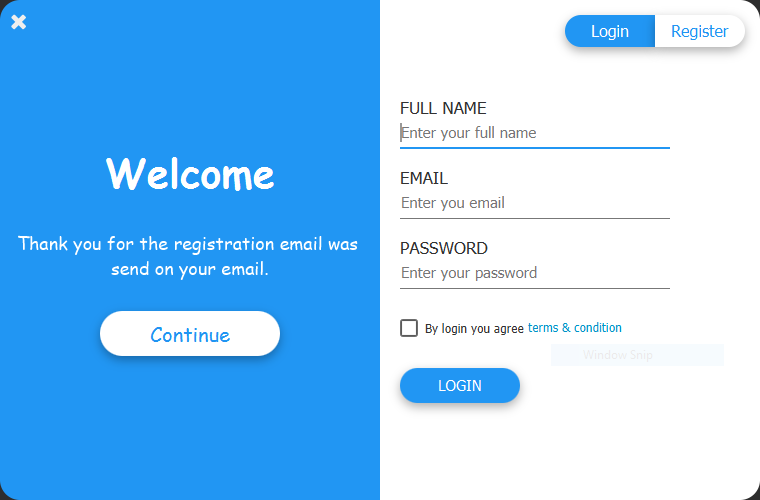 Welcome
Thank you for the registration email was
send on your email.
Continue
Login
Register
FULL NAME
Enter your full name
EMAIL
Enter you email
PASSWORD
Enter your password
By login you agree terms & condition
Window Snip
LOGIN